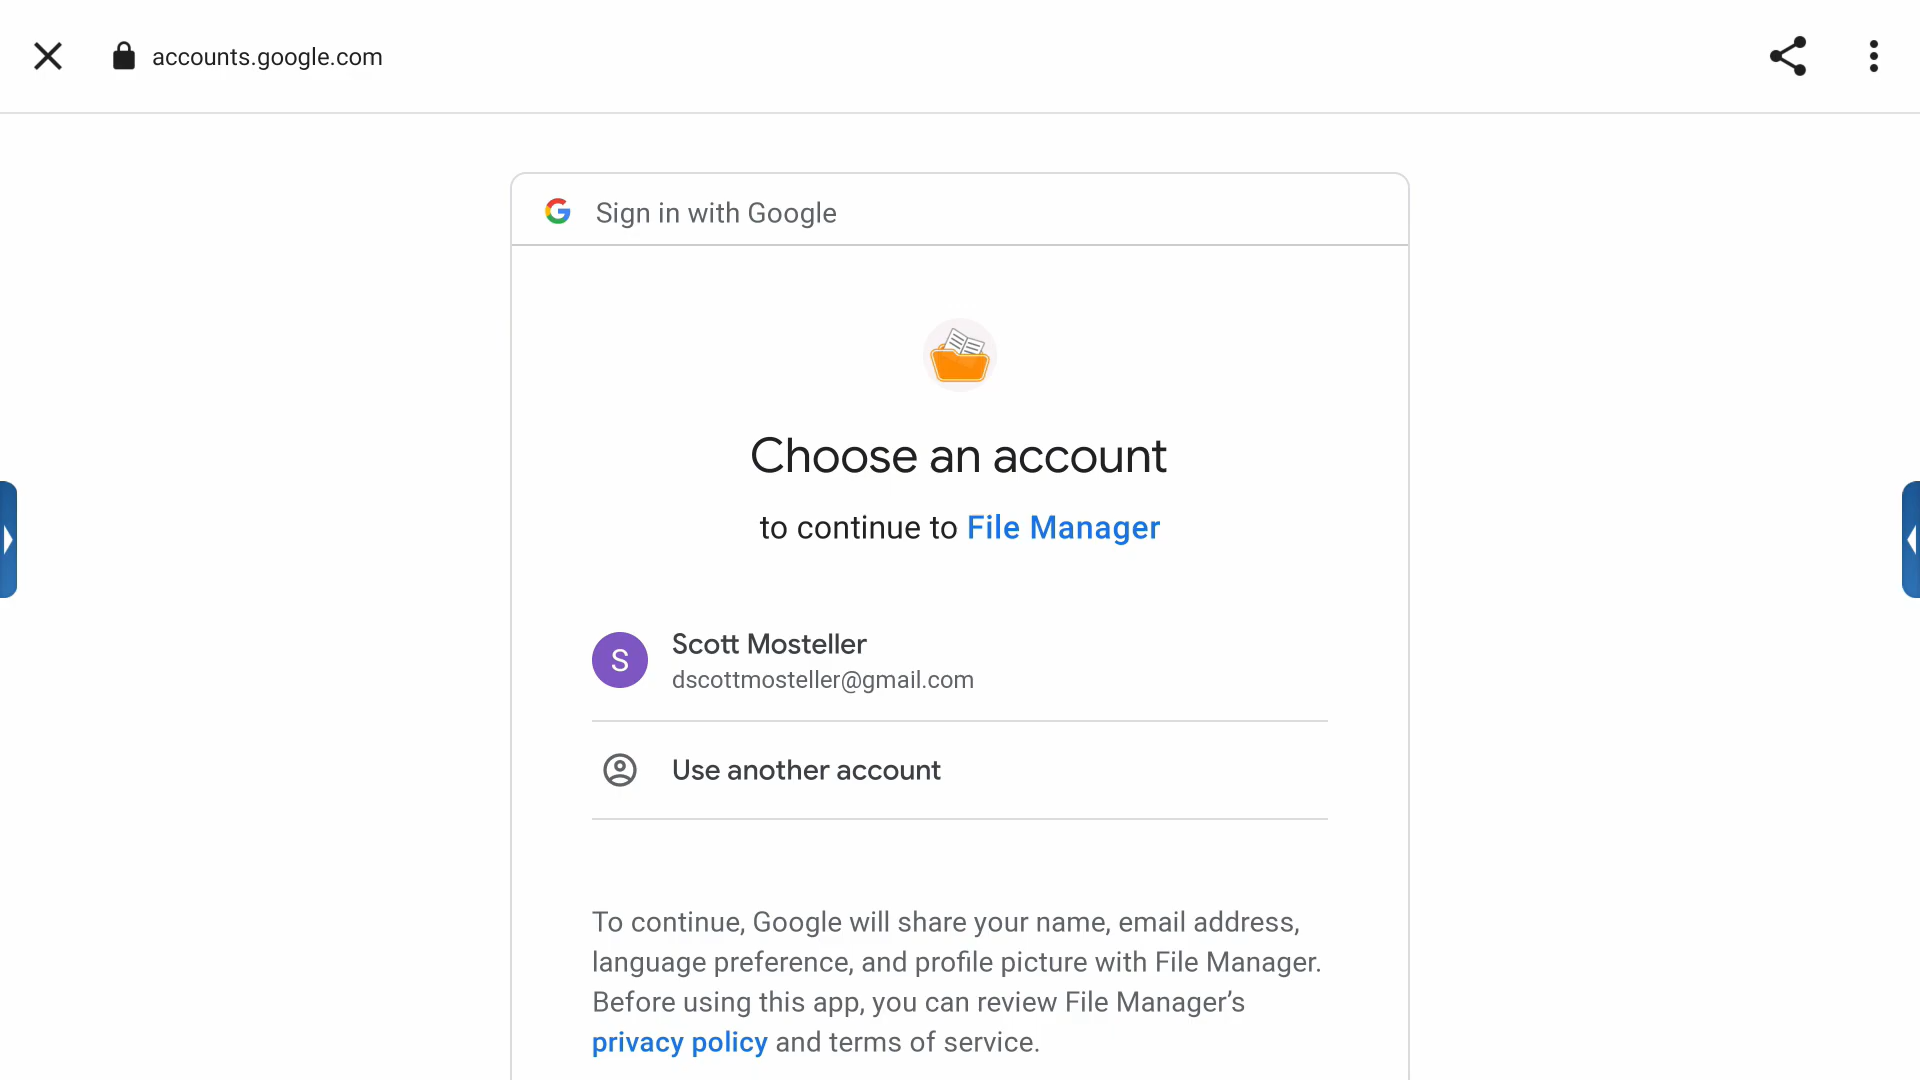 accounts.google.com
Sign in with Google
Choose an account
to continue to File Manager
S
Scott Mosteller
dscottmosteller@gmail.com
Use another account
To continue, Google will share your name, email address,
language preference, and profile picture with File Manager.
Before using this app, you can review File Manager’s
privacy policy and terms of service.